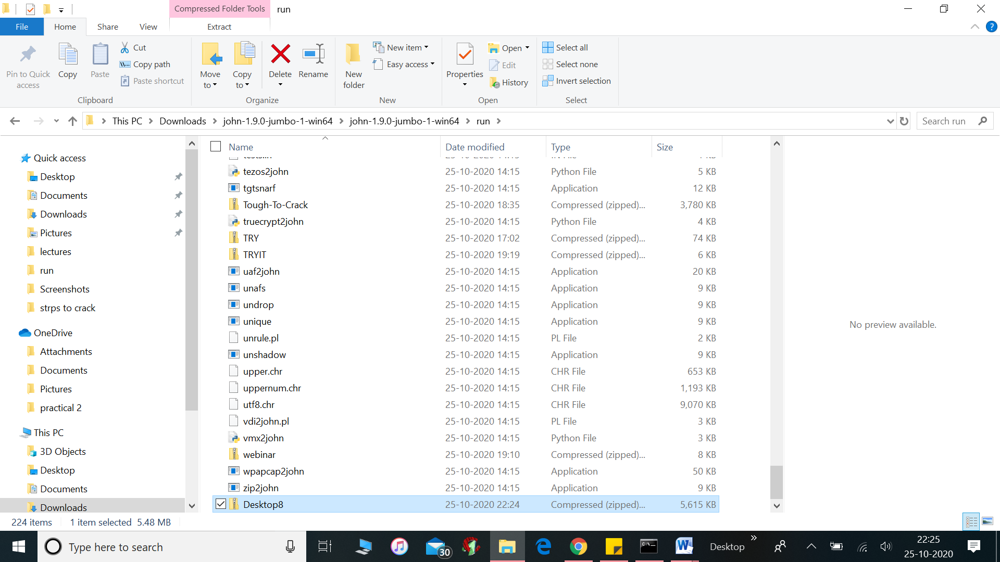 Compressed Folder Tools run
File Home Share View Extract
Pin to Quick access
Copy
Paste
Cut
Copy path
Paste shortcut
Clipboard
Move to
Copy to
Delete
Rename
Organize
New folder
New item
Easy access
New
Properties
Open
Edit
History
Open
Select all
Select none
Invert selection
Select
This PC Downloads john-1.9.0-jumbo-1-win64 john-1.9.0-jumbo-1-win64 run
Search run
Quick access
Desktop
Documents
Downloads
Pictures
lectures
run
Screenshots
strps to crack
OneDrive
Attachments
Documents
Pictures
practical 2
This PC
3D Objects
Desktop
Documents
Downloads
Name Date modified Type Size
tezos2john 25-10-2020 14:15 Python File 5 KB
tgtsnarf 25-10-2020 14:15 Application 12 KB
Tough-To-Crack 25-10-2020 18:35 Compressed (zipped)... 3,780 KB
truecrypt2john 25-10-2020 14:15 Python File 4 KB
TRY 25-10-2020 17:02 Compressed (zipped)... 74 KB
TRYIT 25-10-2020 19:19 Compressed (zipped)... 6 KB
uaf2john 25-10-2020 14:15 Application 20 KB
unafs 25-10-2020 14:15 Application 9 KB
undrop 25-10-2020 14:15 Application 9 KB
unique 25-10-2020 14:15 Application 9 KB
unrule.pl 25-10-2020 14:15 PL File 2 KB
unshadow 25-10-2020 14:15 Application 9 KB
upper.chr 25-10-2020 14:15 CHR File 653 KB
uppernum.chr 25-10-2020 14:15 CHR File 1,193 KB
utf8.chr 25-10-2020 14:15 CHR File 9,070 KB
vdi2john.pl 25-10-2020 14:15 PL File 3 KB
vmx2john 25-10-2020 14:15 Python File 3 KB
webinar 25-10-2020 19:10 Compressed (zipped)... 8 KB
wpapcap2john 25-10-2020 14:15 Application 50 KB
zip2john 25-10-2020 14:15 Application 9 KB
Desktop8 25-10-2020 22:24 Compressed (zipped)... 5,615 KB
No preview available.
224 items 1 item selected 5.48 MB
Type here to search
30
Desktop
22:25
25-10-2020